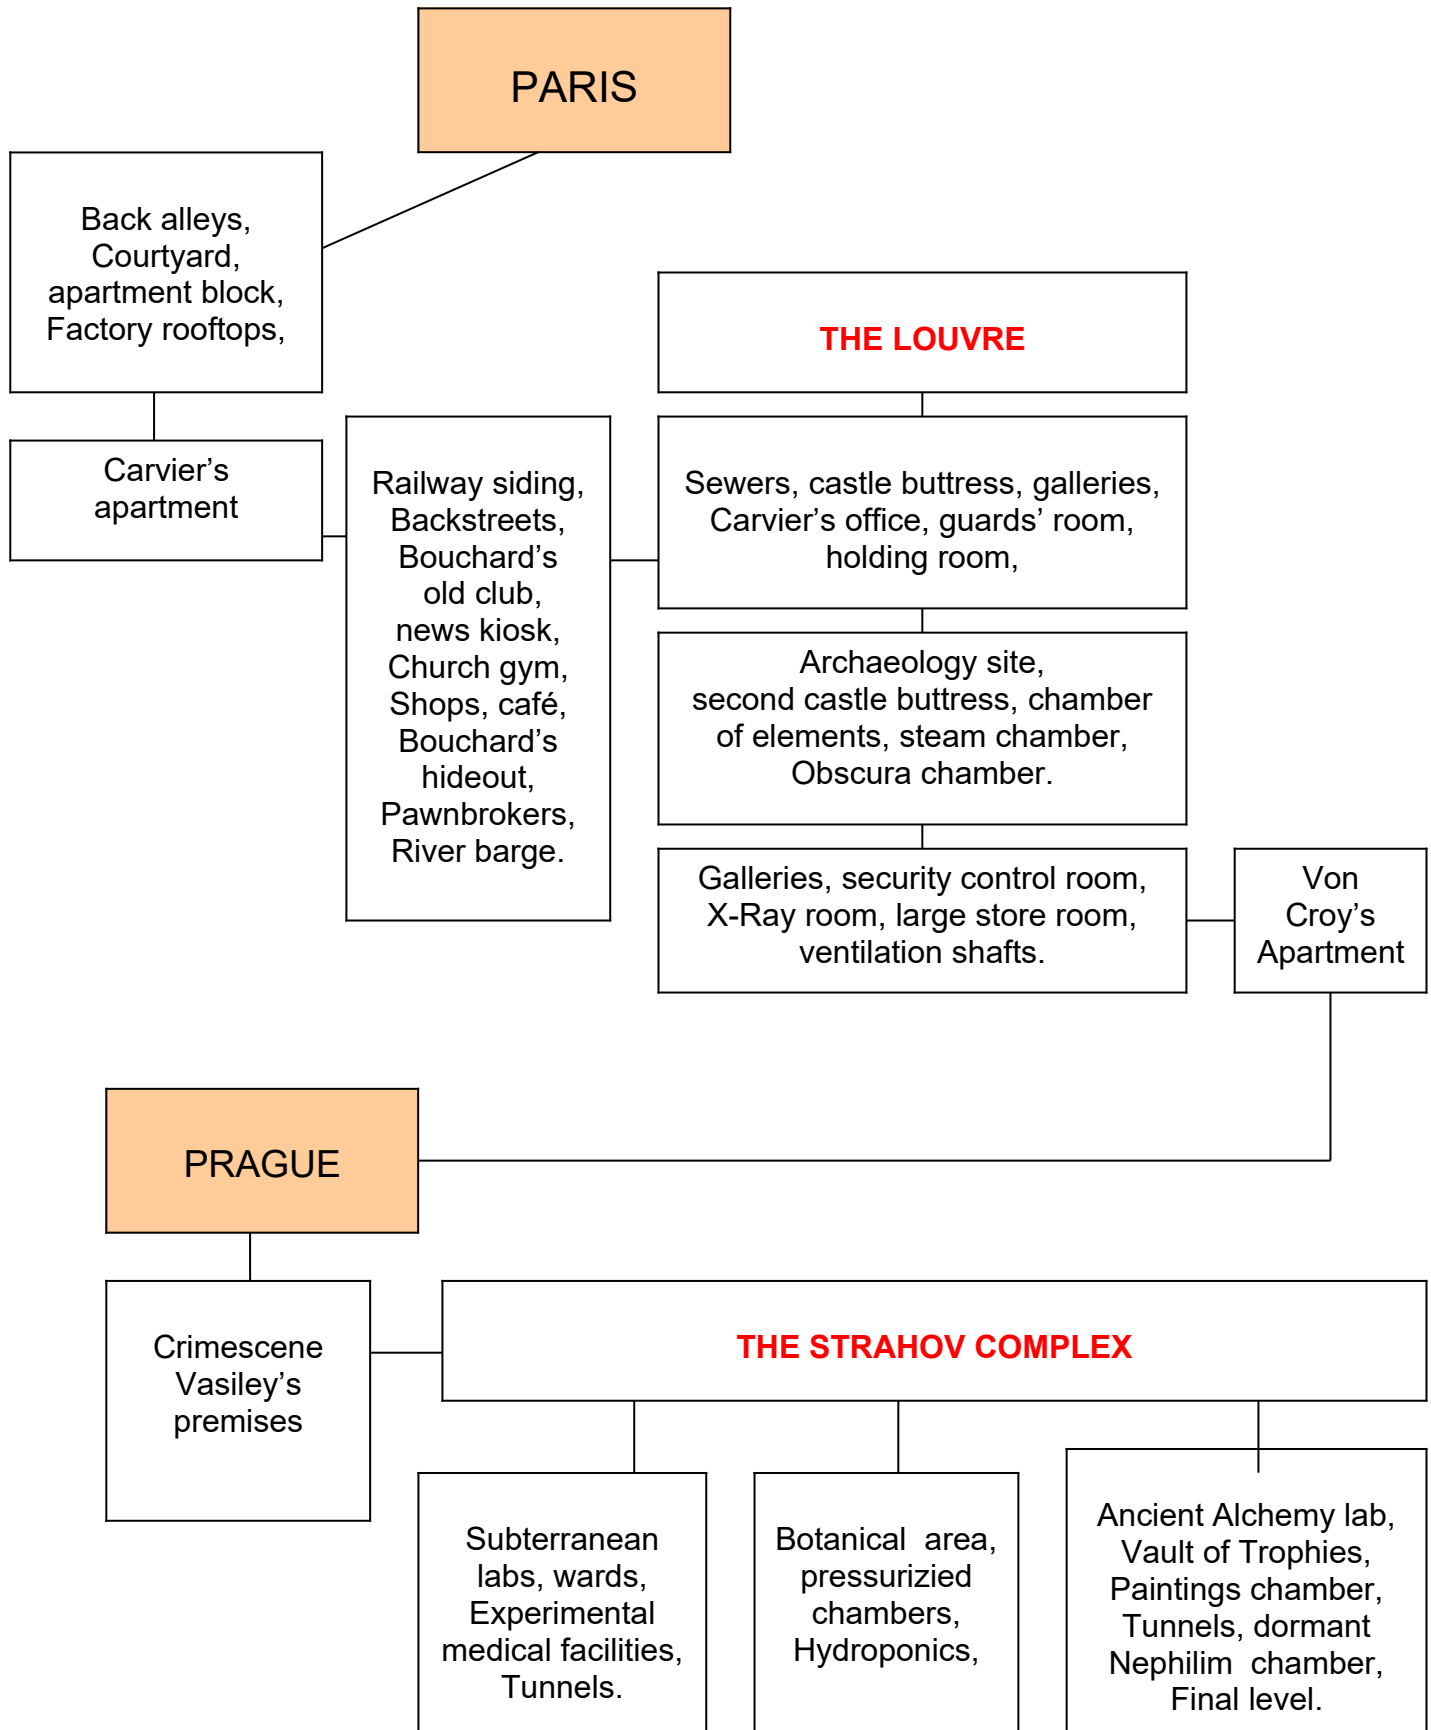 PARIS
Back alleys,
Courtyard,
apartment block,
Factory rooftops,
THE LOUVRE
Carvier’s
apartment
Railway siding,
Backstreets,
Bouchard’s
old club,
news kiosk,
Church gym,
Shops, café,
Bouchard’s
hideout,
Pawnbrokers,
River barge.
Sewers, castle buttress, galleries,
Carvier’s office, guards’ room,
holding room,
Archaeology site,
second castle buttress, chamber
of elements, steam chamber,
Obscura chamber.
Galleries, security control room,
X-Ray room, large store room,
ventilation shafts.
Von
Croy’s
Apartment
PRAGUE
Crimescene
Vasiley’s
premises
THE STRAHOV COMPLEX
Subterranean
labs, wards,
Experimental
medical facilities,
Tunnels.
Botanical  area,
pressurizied
chambers,
Hydroponics,
Ancient Alchemy lab,
Vault of Trophies,
Paintings chamber,
Tunnels, dormant
Nephilim  chamber,
Final level.